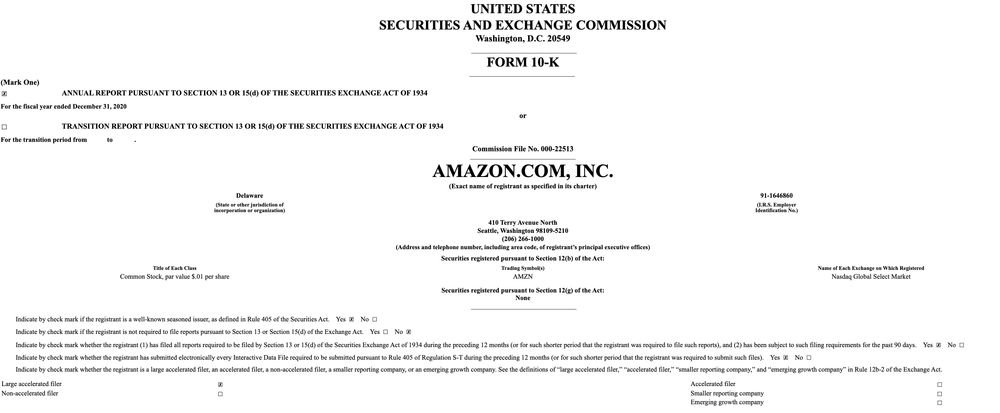 UNITED STATES
SECURITIES AND EXCHANGE COMMISSION
Washington, D.C. 20549
____________________________________
FORM 10-K
____________________________________
(Mark One)
☒ ANNUAL REPORT PURSUANT TO SECTION 13 OR 15(d) OF THE SECURITIES EXCHANGE ACT OF 1934
For the fiscal year ended December 31, 2020
or
☐ TRANSITION REPORT PURSUANT TO SECTION 13 OR 15(d) OF THE SECURITIES EXCHANGE ACT OF 1934
For the transition period from to .
Commission File No. 000-22513
____________________________________
AMAZON.COM, INC.
(Exact name of registrant as specified in its charter)
Delaware 91-1646860
(State or other jurisdiction of (I.R.S. Employer
incorporation or organization) Identification No.)
410 Terry Avenue North
Seattle, Washington 98109-5210
(206) 266-1000
(Address and telephone number, including area code, of registrant’s principal executive offices)
Securities registered pursuant to Section 12(b) of the Act:
Title of Each Class Trading Symbol(s) Name of Each Exchange on Which Registered
Common Stock, par value $.01 per share AMZN Nasdaq Global Select Market
Securities registered pursuant to Section 12(g) of the Act:
None
____________________________________
Indicate by check mark if the registrant is a well-known seasoned issuer, as defined in Rule 405 of the Securities Act. Yes ☒ No ☐
Indicate by check mark if the registrant is not required to file reports pursuant to Section 13 or Section 15(d) of the Exchange Act. Yes ☐ No ☒
Indicate by check mark whether the registrant (1) has filed all reports required to be filed by Section 13 or 15(d) of the Securities Exchange Act of 1934 during the preceding 12 months (or for such shorter period that the registrant was required to file such reports), and (2) has been subject to such filing requirements for the past 90 days. Yes ☒ No ☐
Indicate by check mark whether the registrant has submitted electronically every Interactive Data File required to be submitted pursuant to Rule 405 of Regulation S-T during the preceding 12 months (or for such shorter period that the registrant was required to submit such files). Yes ☒ No ☐
Indicate by check mark whether the registrant is a large accelerated filer, an accelerated filer, a non-accelerated filer, a smaller reporting company, or an emerging growth company. See the definitions of “large accelerated filer,” “accelerated filer,” “smaller reporting company,” and “emerging growth company” in Rule 12b-2 of the Exchange Act.
Large accelerated filer ☒ Accelerated filer ☐
Non-accelerated filer ☐ Smaller reporting company ☐
Emerging growth company ☐